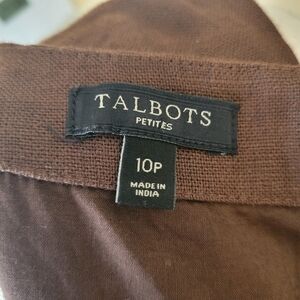 TALBOTS
PETITES
10P
MADE IN
INDIA